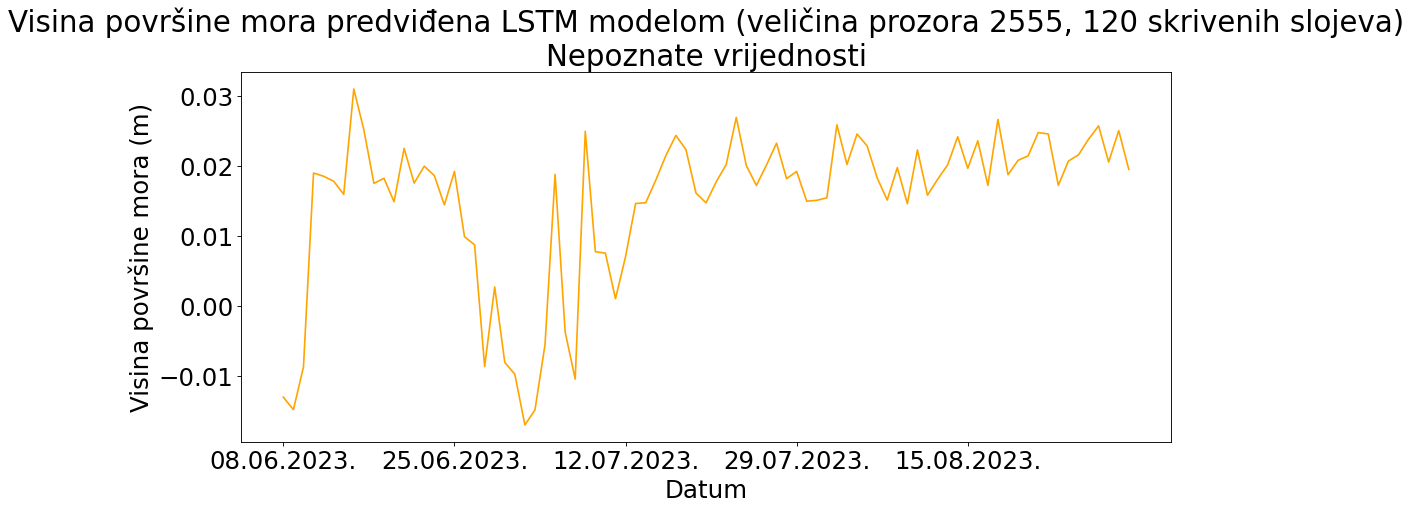 Visina površine mora predviđena LSTM modelom (veličina prozora 2555, 120 skrivenih slojeva)
Nepoznate vrijednosti
Visina površine mora (m)
0.03
0.02
0.01
0.00
−0.01
08.06.2023.
25.06.2023.
12.07.2023.
29.07.2023.
15.08.2023.
Datum